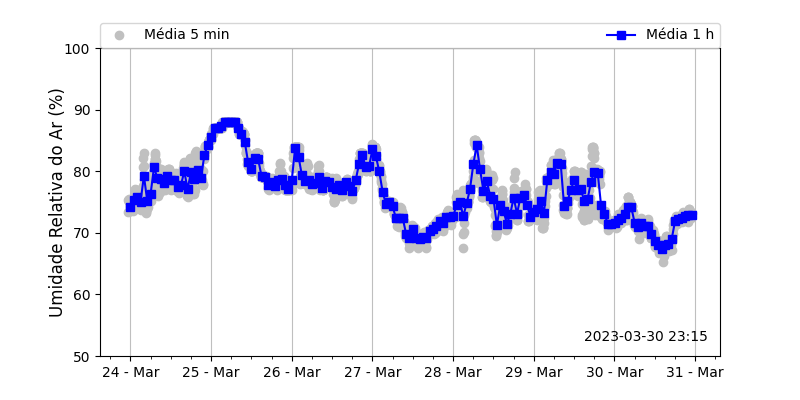 Média 5 min
Média 1 h
Umidade Relativa do Ar (%)
100
90
80
70
60
50
2023-03-30 23:15
24 - Mar
25 - Mar
26 - Mar
27 - Mar
28 - Mar
29 - Mar
30 - Mar
31 - Mar